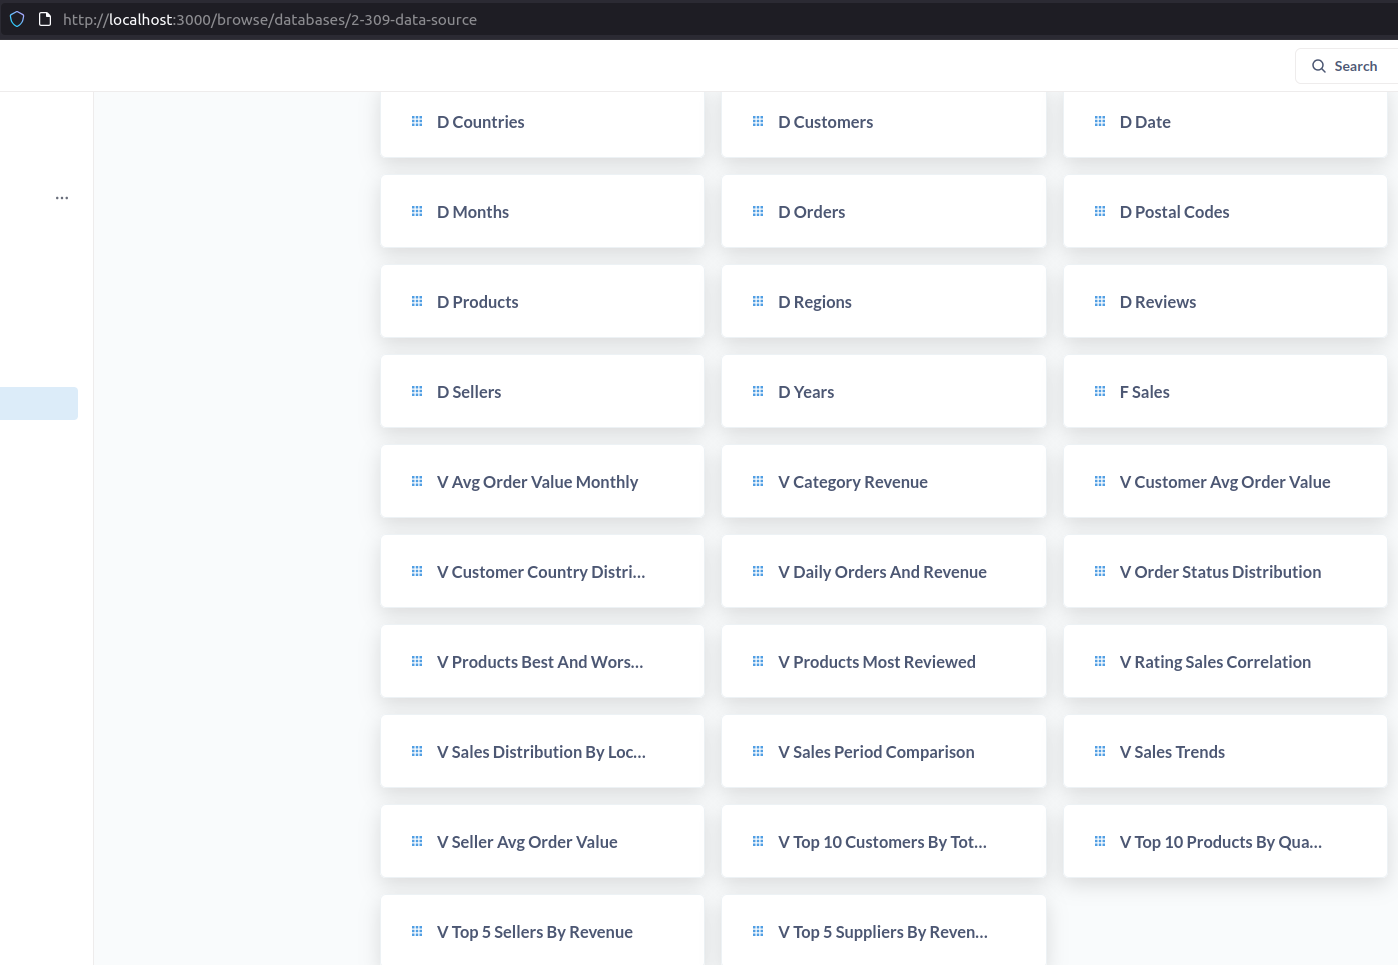 http://localhost:3000/browse/databases/2-309-data-source
Search
D Countries
D Customers
D Date
...
D Months
D Orders
D Postal Codes
D Products
D Regions
D Reviews
D Sellers
D Years
F Sales
V Avg Order Value Monthly
V Category Revenue
V Customer Avg Order Value
V Customer Country Distri...
V Daily Orders And Revenue
V Order Status Distribution
V Products Best And Wors...
V Products Most Reviewed
V Rating Sales Correlation
V Sales Distribution By Loc...
V Sales Period Comparison
V Sales Trends
V Seller Avg Order Value
V Top 10 Customers By Tot...
V Top 10 Products By Qua...
V Top 5 Sellers By Revenue
V Top 5 Suppliers By Reven...